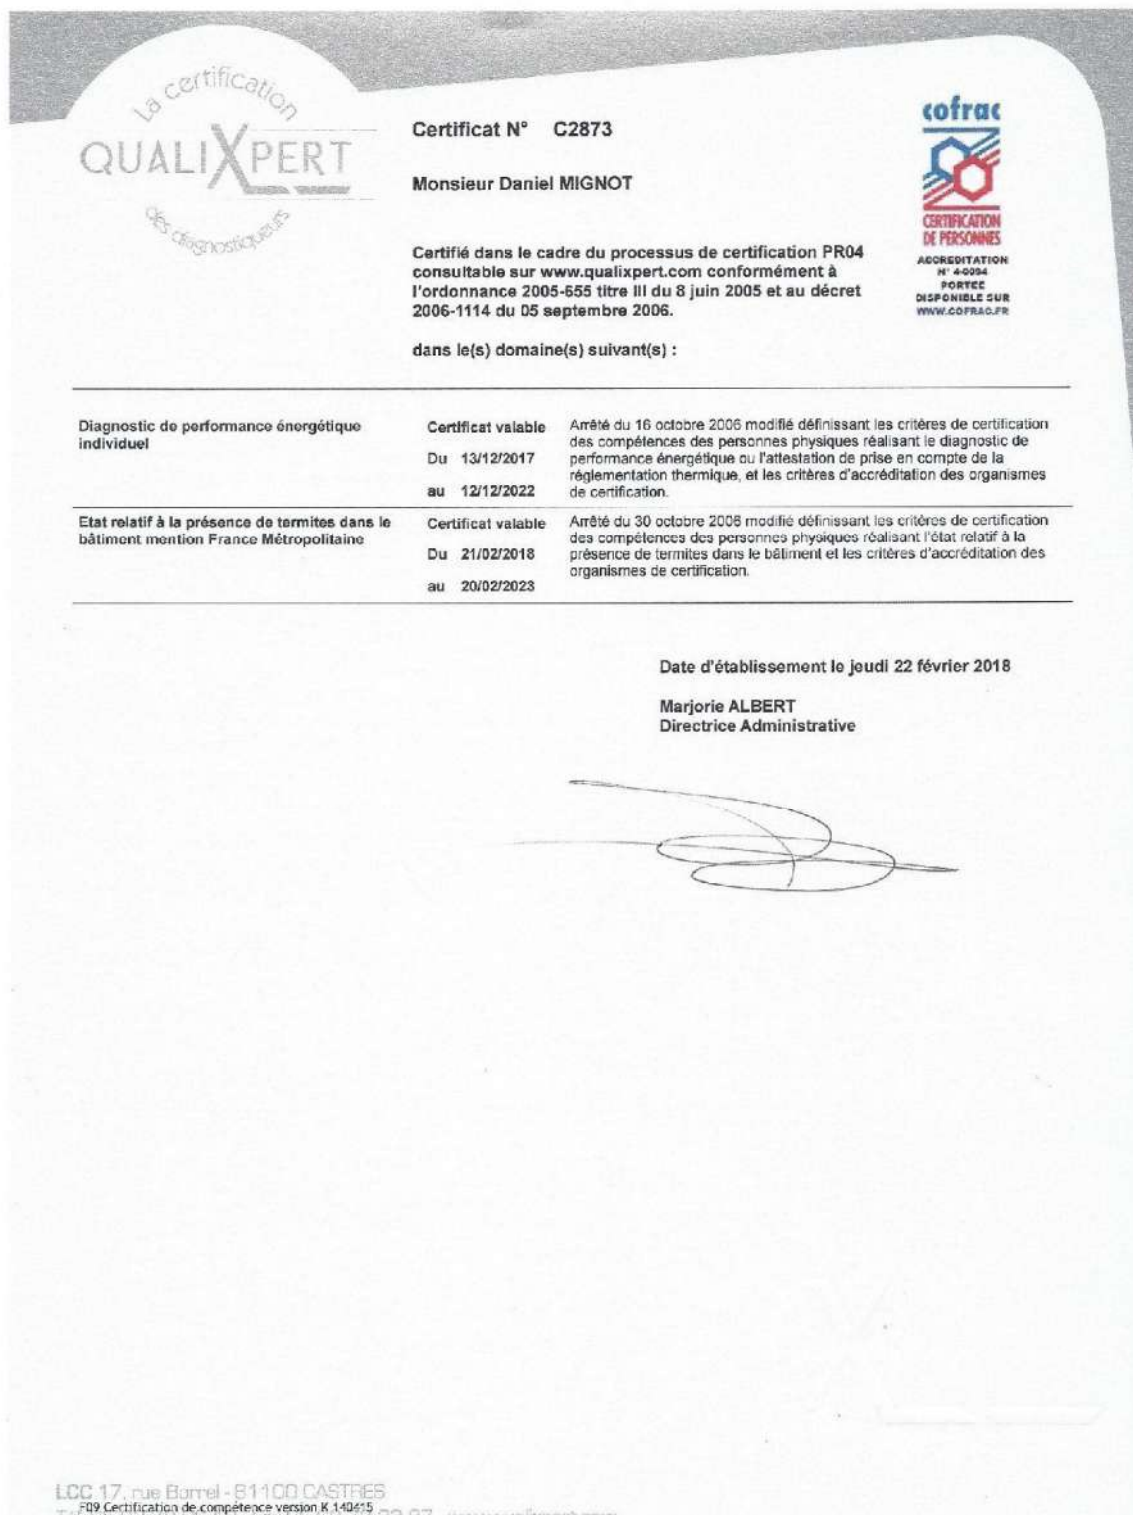 La certification
QUALIXPERT
des diagnostiqueurs
Certificat N° C2873
Monsieur Daniel MIGNOT
Certifié dans le cadre du processus de certification PR04
consultable sur www.qualixpert.com conformément à
l'ordonnance 2005-655 titre III du 8 juin 2005 et au décret
2006-1114 du 05 septembre 2006.
dans le(s) domaine(s) suivant(s) :
cofrac
CERTIFICATION
DE PERSONNES
ACCREDITATION
N° 4-0094
PORTEE
DISPONIBLE SUR
WWW.COFRAC.FR
Diagnostic de performance énergétique
individuel
Certificat valable
Du 13/12/2017
au 12/12/2022
Arrêté du 16 octobre 2006 modifié définissant les critères de certification
des compétences des personnes physiques réalisant le diagnostic de
performance énergétique ou l'attestation de prise en compte de la
réglementation thermique, et les critères d'accréditation des organismes
de certification.
Etat relatif à la présence de termites dans le
bâtiment mention France Métropolitaine
Certificat valable
Du 21/02/2018
au 20/02/2023
Arrêté du 30 octobre 2006 modifié définissant les critères de certification
des compétences des personnes physiques réalisant l'état relatif à la
présence de termites dans le bâtiment et les critères d'accréditation des
organismes de certification.
Date d'établissement le jeudi 22 février 2018
Marjorie ALBERT
Directrice Administrative
LCC 17, rue Borrel - 81100 CASTRES
F09 Certification de compétence version K 140415